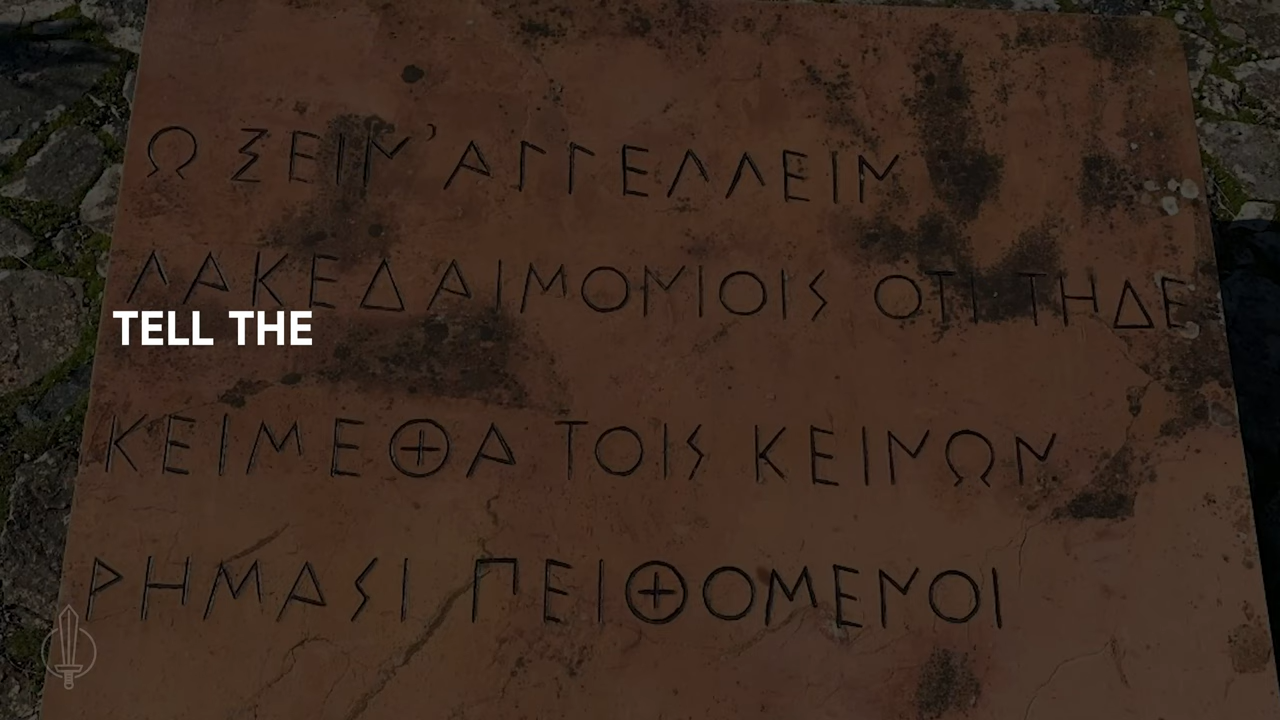 Ω ΞΕΙΝ' ΑΓΓΕΛΛΕΙΝ
ΛΑΚΕΔΑΙΜΟΝΙΟΙΣ ΟΤΙ ΤΗΔΕ
TELL THE
ΚΕΙΜΕΘΑ ΤΟΙΣ ΚΕΙΝΩΝ
ΡΗΜΑΣΙ ΠΕΙΘΟΜΕΝΟΙ